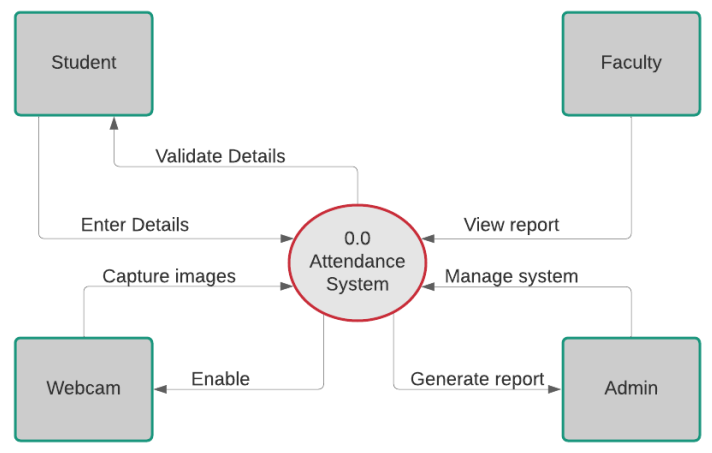 Student
Faculty
Validate Details
Enter Details
View report
0.0
Attendance
System
Capture images
Manage system
Enable
Generate report
Webcam
Admin